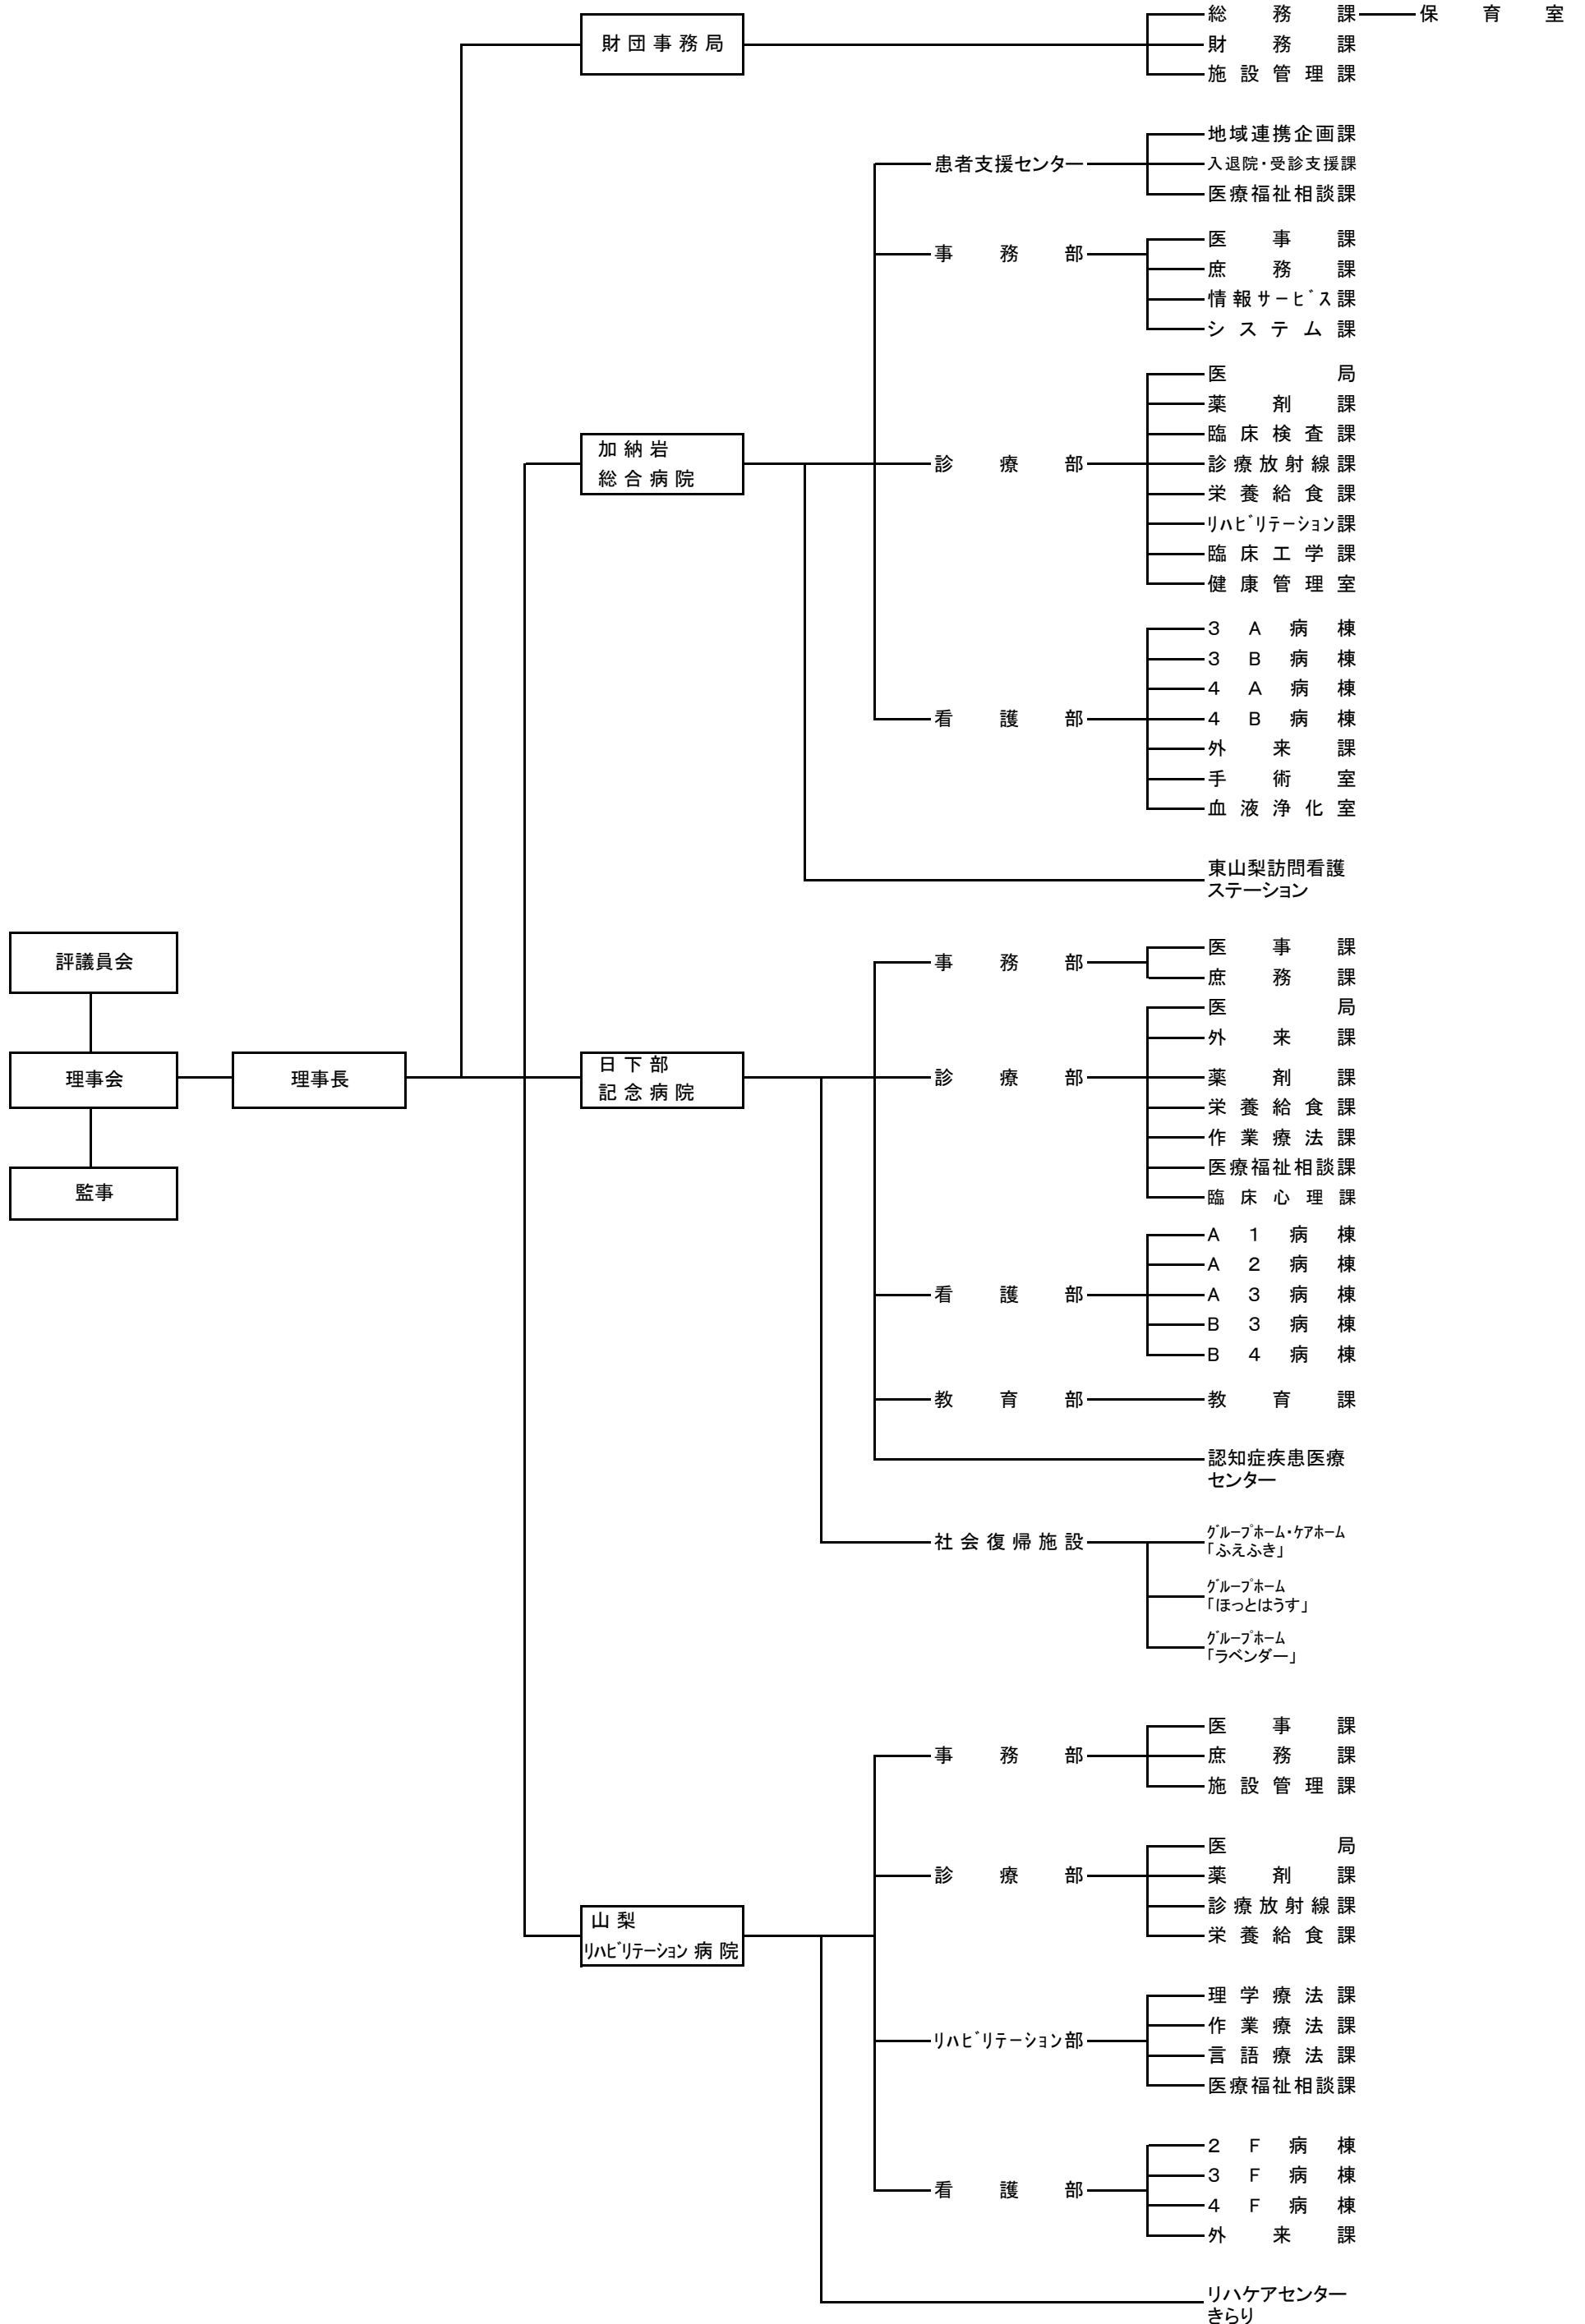 総務課
保育室
財団事務局
財務課
施設管理課
地域連携企画課
患者支援センター
入退院・受診支援課
医療福祉相談課
医事課
事務部
庶務課
情報サービス課
システム課
医局
薬剤課
臨床検査課
加納岩
総合病院
診療部
診療放射線課
栄養給食課
リハビリテーション課
臨床工学課
健康管理室
3A病棟
3B病棟
4A病棟
看護部
4B病棟
外来課
手術室
血液浄化室
東山梨訪問看護
ステーション
評議員会
理事会
理事長
監事
日下部
記念病院
事務部
医事課
庶務課
医局
外来課
診療部
薬剤課
栄養給食課
作業療法課
医療福祉相談課
臨床心理課
A1病棟
A2病棟
看護部
A3病棟
B3病棟
B4病棟
教育部
教育課
認知症疾患医療
センター
社会復帰施設
グループホーム・ケアホーム
「ふえふき」
グループホーム
「ほっとはうす」
グループホーム
「ラベンダー」
医事課
事務部
庶務課
施設管理課
医局
診療部
薬剤課
診療放射線課
栄養給食課
山梨
リハビリテーション病院
理学療法課
作業療法課
リハビリテーション部
言語療法課
医療福祉相談課
2F病棟
3F病棟
看護部
4F病棟
外来課
リハケアセンター
きらり